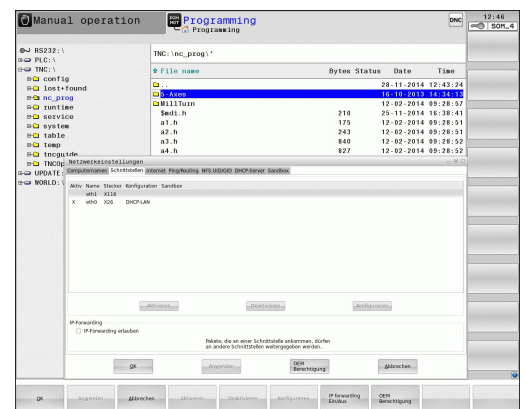 Manual operation
PGM MGT
Programming
Programming
DNC
12:46
SOM_4
RS232:\
PLC:\
TNC:\
config
lost+found
nc_prog
runtime
service
system
table
temp
tncguide
TNCOp
UPDATE:
WORLD:\
TNC:\nc_prog\*
File name Bytes Status Date Time
.. 28-11-2014 12:43:24
5-Axes 16-10-2013 14:34:13
MillTurn 12-02-2014 09:28:57
$mdi.h 210 25-11-2014 16:38:41
a1.h 175 12-02-2014 09:28:51
a2.h 243 12-02-2014 09:28:51
a3.h 840 12-02-2014 09:28:52
a4.h 827 12-02-2014 09:28:52
Netzwerkeinstellungen
Computernamen Schnittstellen Internet Ping/Routing NFS UID/GID DHCP-Server Sandbox
Aktiv Name Stecker Konfiguration Sandbox
eth1 X116
X eth0 X26 DHCP-LAN
Aktivieren Deaktivieren Konfigurieren
IP-Forwarding
IP-Forwarding erlauben
Pakete, die an einer Schnittstelle ankommen, dürfen
an andere Schnittstellen weitergegeben werden.
OK Anwenden OEM Berechtigung Abbrechen
OK Anwenden Abbrechen Aktivieren Deaktivieren Konfigurieren IP forwarding Ein/Aus OEM Berechtigung